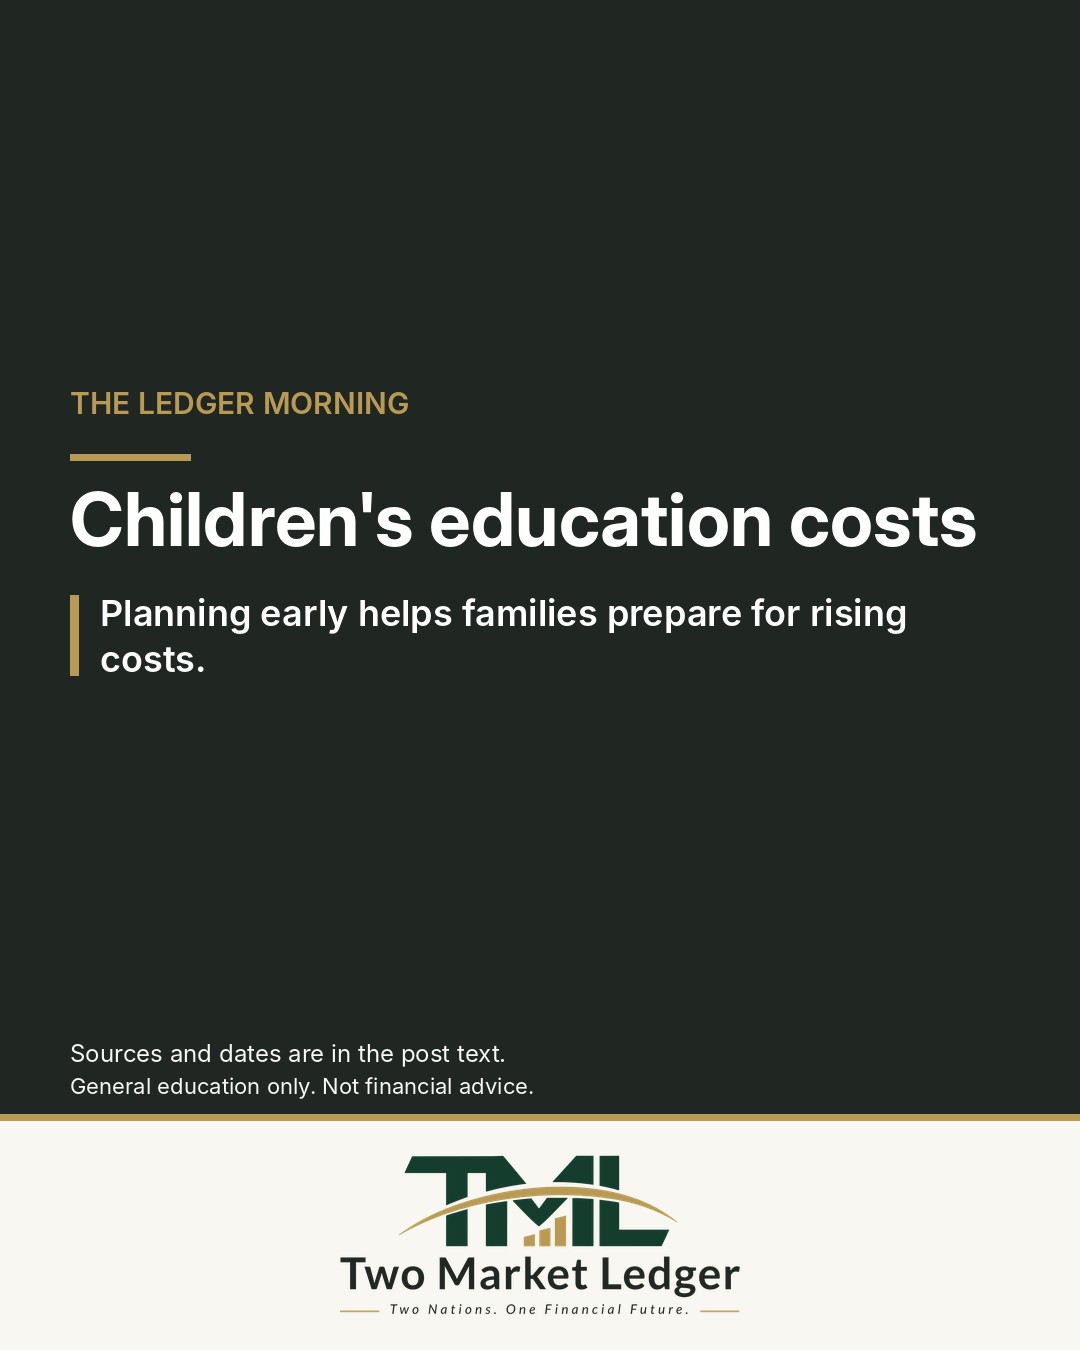 THE LEDGER MORNING
Children's education costs
Planning early helps families prepare for rising
costs.
Sources and dates are in the post text.
General education only. Not financial advice.
TML
Two Market Ledger
Two Nations. One Financial Future.